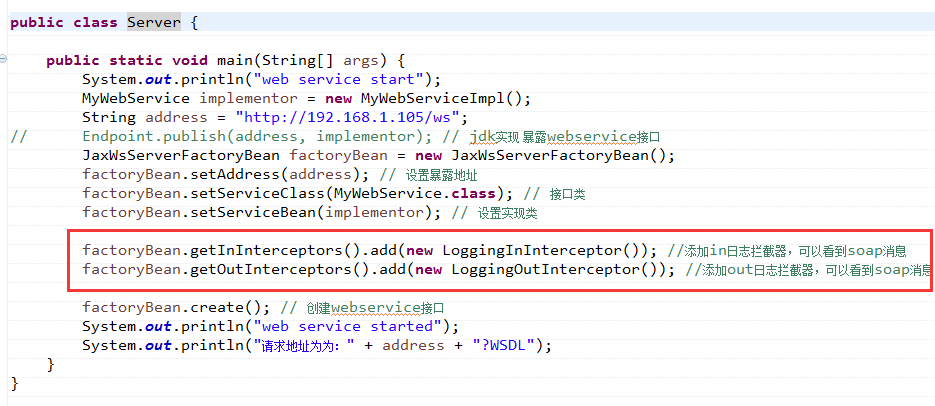 public class Server {
public static void main(String[] args) {
System.out.println("web service start");
MyWebService implementor = new MyWebServiceImpl();
String address = "http://192.168.1.105/ws";
// Endpoint.publish(address, implementor); // jdk实现 暴露webservice接口
JaxWsServerFactoryBean factoryBean = new JaxWsServerFactoryBean();
factoryBean.setAddress(address); // 设置暴露地址
factoryBean.setServiceClass(MyWebService.class); // 接口类
factoryBean.setServiceBean(implementor); // 设置实现类
factoryBean.getInInterceptors().add(new LoggingInInterceptor()); //添加in日志拦截器，可以看到soap消息
factoryBean.getOutInterceptors().add(new LoggingOutInterceptor()); //添加out日志拦截器，可以看到soap消息
factoryBean.create(); // 创建webservice接口
System.out.println("web service started");
System.out.println("请求地址为为：" + address + "?WSDL");
}
}